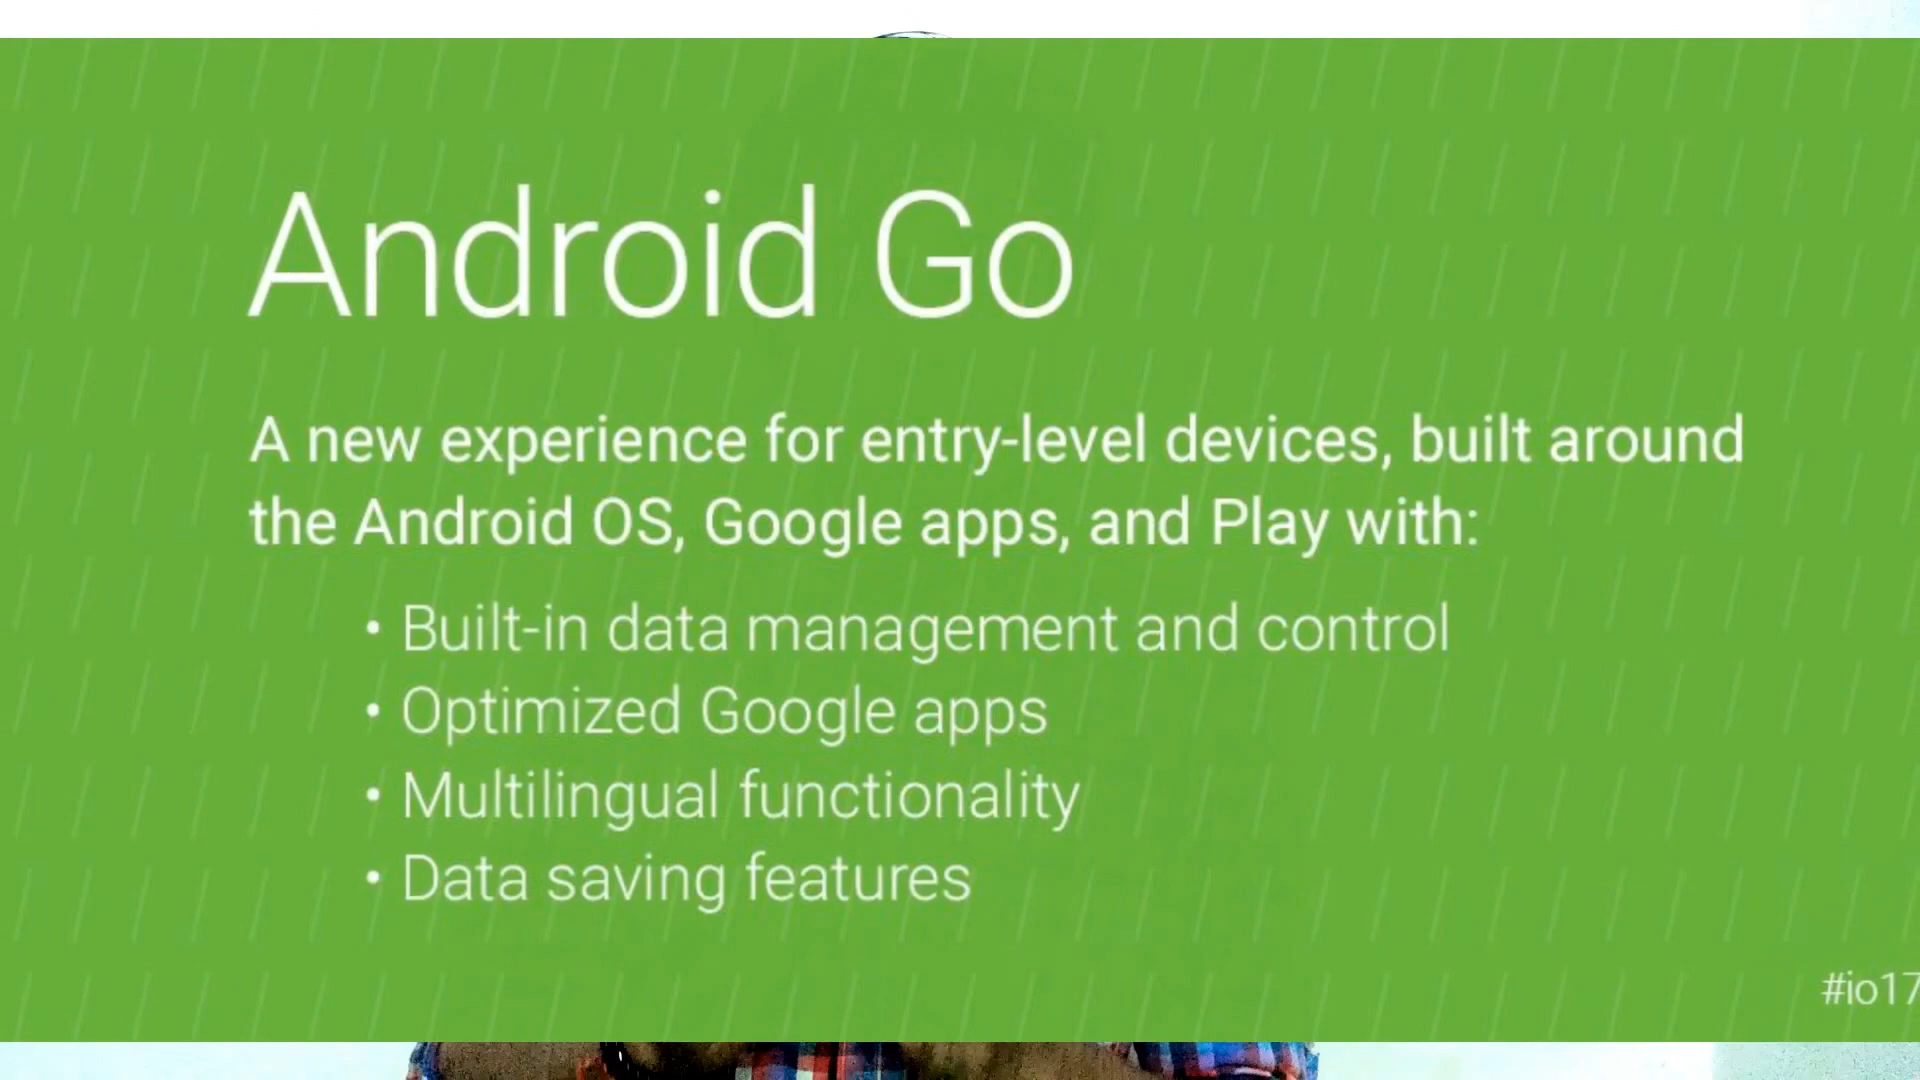 Android Go
A new experience for entry-level devices, built around
the Android OS, Google apps, and Play with:
• Built-in data management and control
• Optimized Google apps
• Multilingual functionality
• Data saving features
#io17